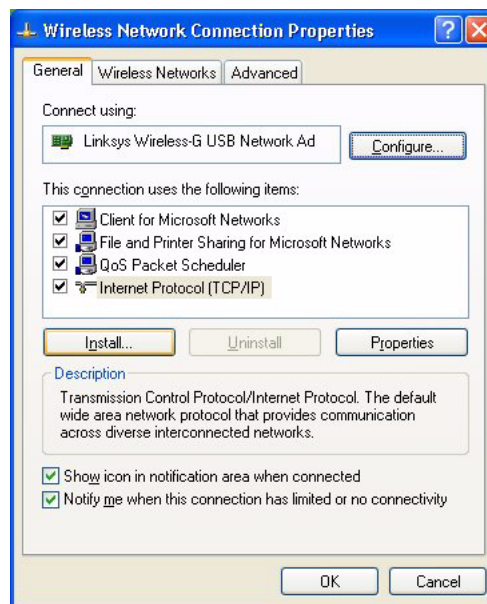 Wireless Network Connection Properties
General Wireless Networks Advanced
Connect using:
Linksys Wireless-G USB Network Ad Configure...
This connection uses the following items:
Client for Microsoft Networks
File and Printer Sharing for Microsoft Networks
QoS Packet Scheduler
Internet Protocol (TCP/IP)
Install... Uninstall Properties
Description
Transmission Control Protocol/Internet Protocol. The default
wide area network protocol that provides communication
across diverse interconnected networks.
Show icon in notification area when connected
Notify me when this connection has limited or no connectivity
OK Cancel